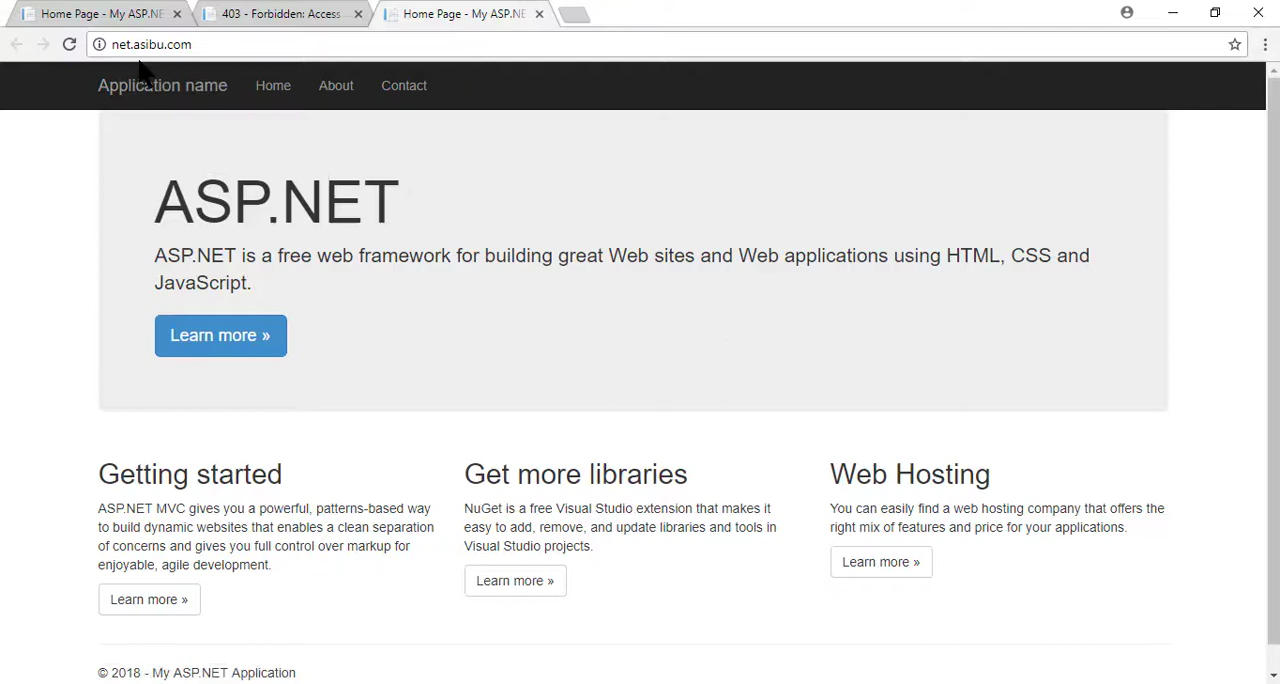 Home Page - My ASP.NE
403 - Forbidden: Access
Home Page - My ASP.NE
net.asibu.com
Application name
Home
About
Contact
ASP.NET
ASP.NET is a free web framework for building great Web sites and Web applications using HTML, CSS and
JavaScript.
Learn more »
Getting started
ASP.NET MVC gives you a powerful, patterns-based way
to build dynamic websites that enables a clean separation
of concerns and gives you full control over markup for
enjoyable, agile development.
Learn more »
Get more libraries
NuGet is a free Visual Studio extension that makes it
easy to add, remove, and update libraries and tools in
Visual Studio projects.
Learn more »
Web Hosting
You can easily find a web hosting company that offers the
right mix of features and price for your applications.
Learn more »
© 2018 - My ASP.NET Application